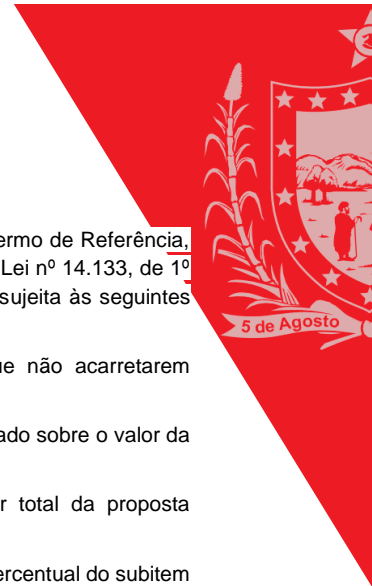 ermo de Referência,
Lei nº 14.133, de 1º
sujeita às seguintes
ue não acarretarem
ado sobre o valor da
r total da proposta
ercentual do subitem
5 de Agosto